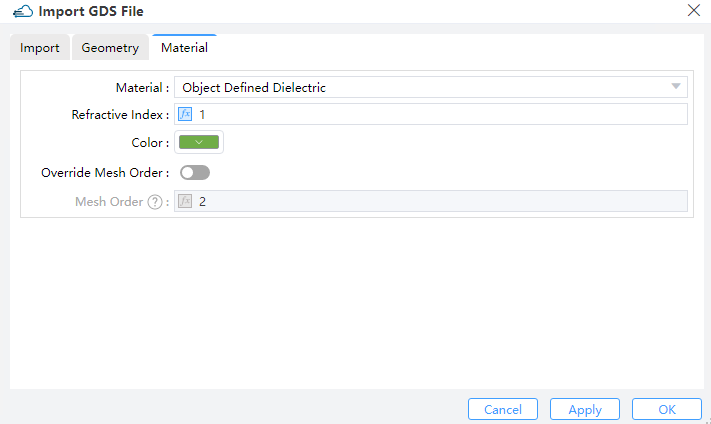 Import GDS File
Import Geometry Material
Material : Object Defined Dielectric
Refractive Index : fx 1
Color :
Override Mesh Order :
Mesh Order ? : fx 2
Cancel Apply OK